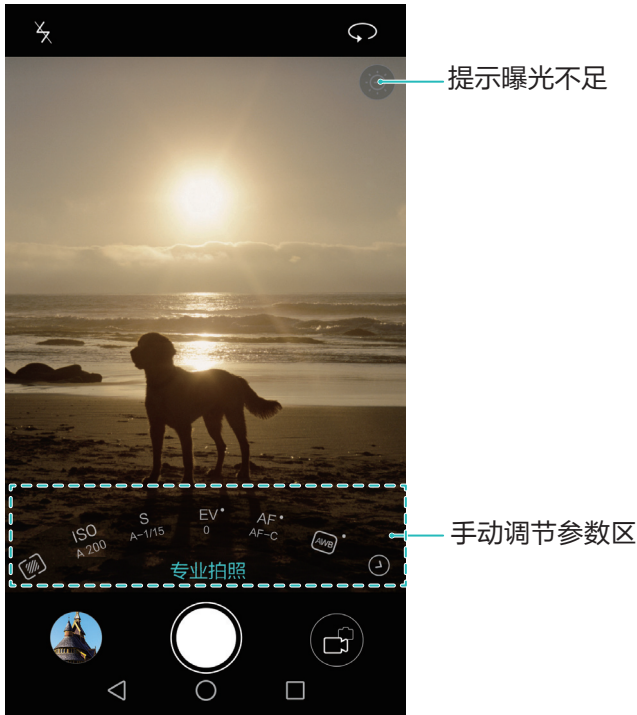 提示曝光不足
ISO
A 200
S
A-1/15
EV
0
AF
AF-C
AWB
专业拍照
手动调节参数区